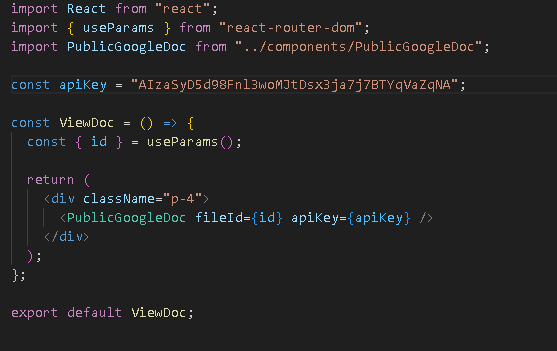 import React from "react";
import { useParams } from "react-router-dom";
import PublicGoogleDoc from "../components/PublicGoogleDoc";
const apiKey = "AIzaSyD5d98Fnl3woMJtDsx3ja7j7BTYqVaZqNA";
const ViewDoc = () => {
const { id } = useParams();
return (
<div className="p-4">
<PublicGoogleDoc fileId={id} apiKey={apiKey} />
</div>
);
};
export default ViewDoc;